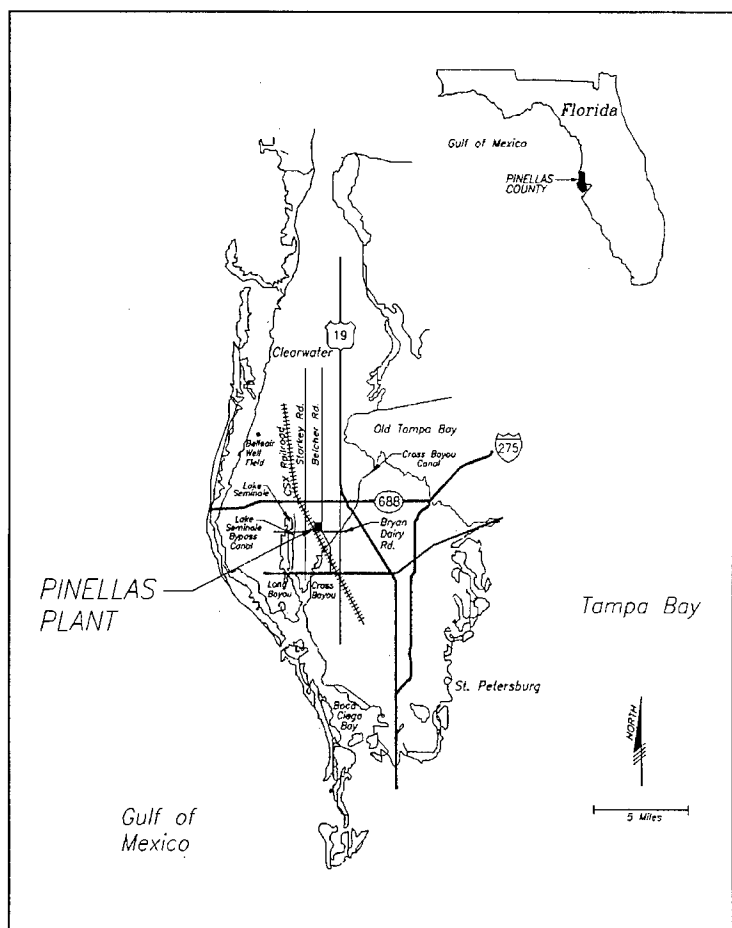 Florida
Gulf of Mexico
PINELLAS
COUNTY
19
Clearwater
CSX Railroad
Starkey Rd.
Belcher Rd.
Old Tampa Bay
Belleair
Well
Field
Cross Bayou
Canal
275
Lake
Seminole
688
Lake
Seminole
Bypass
Canal
Bryan
Dairy
Rd.
PINELLAS
PLANT
Long
Bayou
Cross
Bayou
Tampa Bay
St. Petersburg
Boca
Ciega
Bay
NORTH
5 Miles
Gulf of
Mexico